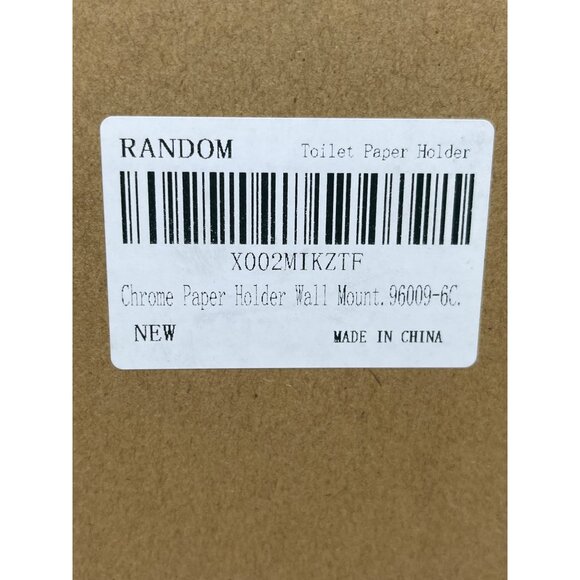 RANDOM Toilet Paper Holder
X002MIKZTF
Chrome Paper Holder Wall Mount.96009-6C.
NEW MADE IN CHINA